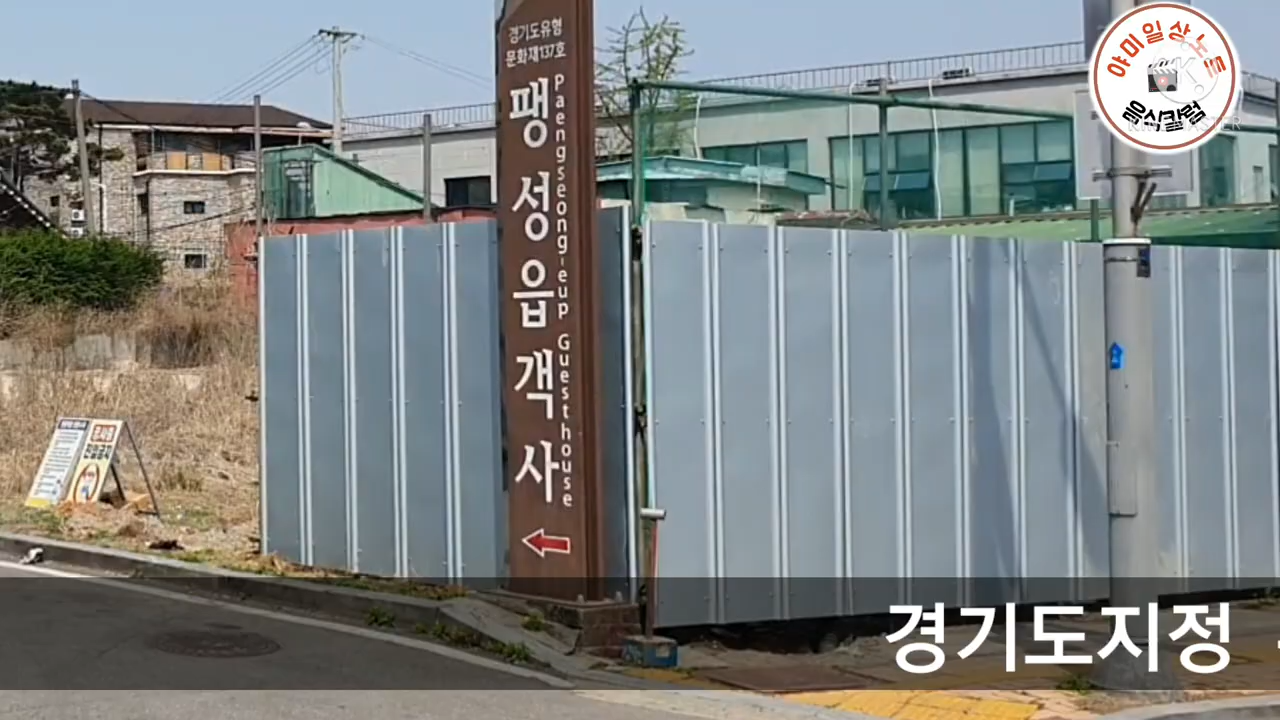 경기도유형
문화재137호
팽성읍객사
Paengseong-eup Guesthouse
야미일상노트
음식칼럼
경기도지정